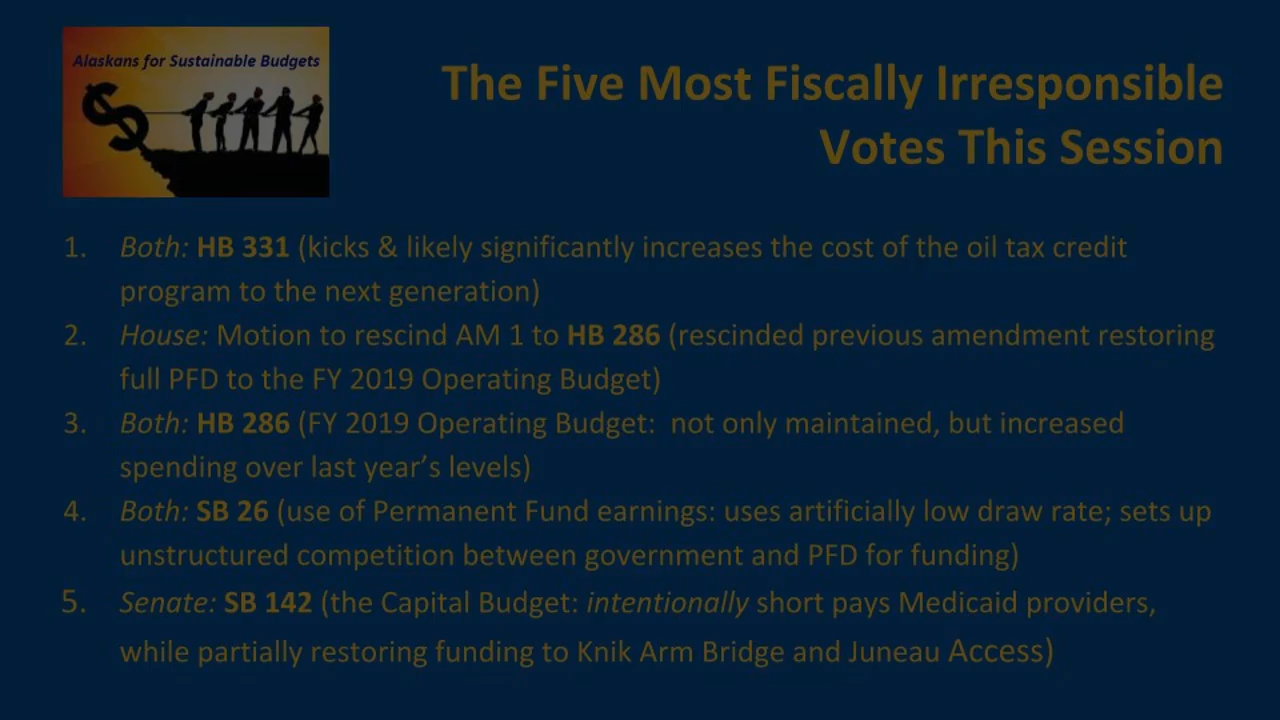 Alaskans for Sustainable Budgets
The Five Most Fiscally Irresponsible
Votes This Session
1. Both: HB 331 (kicks & likely significantly increases the cost of the oil tax credit
program to the next generation)
2. House: Motion to rescind AM 1 to HB 286 (rescinded previous amendment restoring
full PFD to the FY 2019 Operating Budget)
3. Both: HB 286 (FY 2019 Operating Budget:  not only maintained, but increased
spending over last year’s levels)
4. Both: SB 26 (use of Permanent Fund earnings: uses artificially low draw rate; sets up
unstructured competition between government and PFD for funding)
5. Senate: SB 142 (the Capital Budget: intentionally short pays Medicaid providers,
while partially restoring funding to Knik Arm Bridge and Juneau Access)